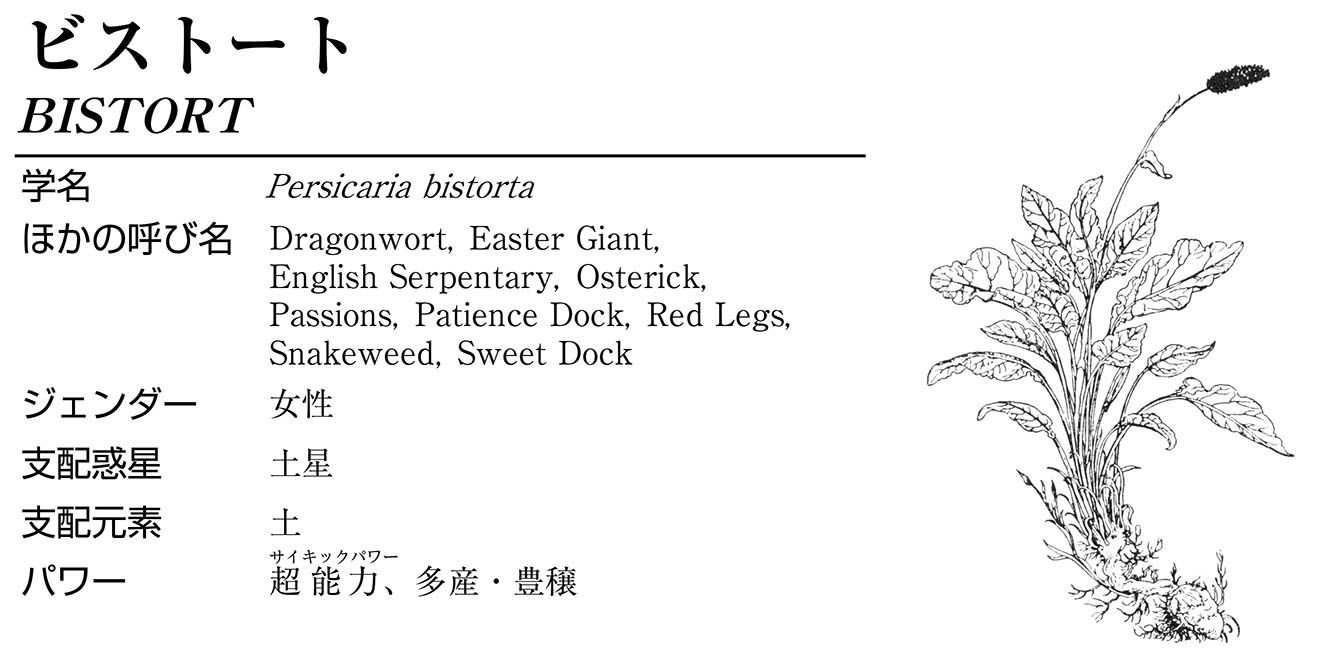 ビストート
BISTORT
学名 Persicaria bistorta
ほかの呼び名 Dragonwort, Easter Giant,
English Serpentary, Osterick,
Passions, Patience Dock, Red Legs,
Snakeweed, Sweet Dock
ジェンダー 女性
支配惑星 土星
支配元素 土
サイキックパワー
パワー 超能力、多産・豊穣